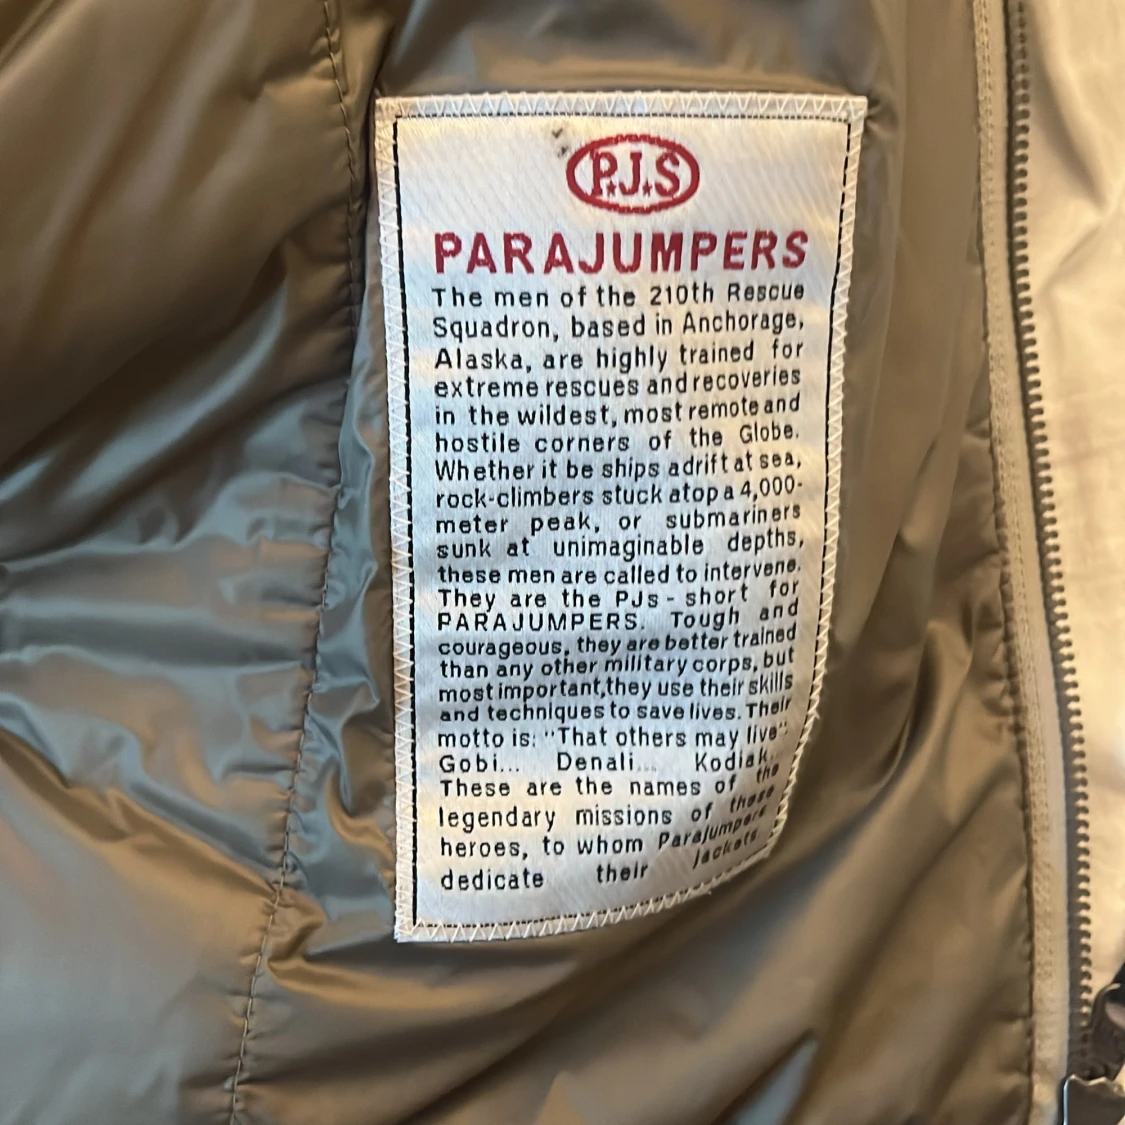 P.J.S
PARAJUMPERS
The men of the 210th Rescue
Squadron, based in Anchorage,
Alaska, are highly trained for
extreme rescues and recoveries
in the wildest, most remote and
hostile corners of the Globe.
Whether it be ships adrift at sea,
rock-climbers stuck atop a 4,000-
meter peak, or submariners
sunk at unimaginable depths,
these men are called to intervene.
They are the PJs - short for
PARAJUMPERS. Tough and
courageous, they are better trained
than any other military corps, but
most important,they use their skills
and techniques to save lives. Their
motto is: "That others may live".
Gobi... Denali... Kodiak.
These are the names of the
legendary missions of these
heroes, to whom Parajumpers
dedicate their jackets.